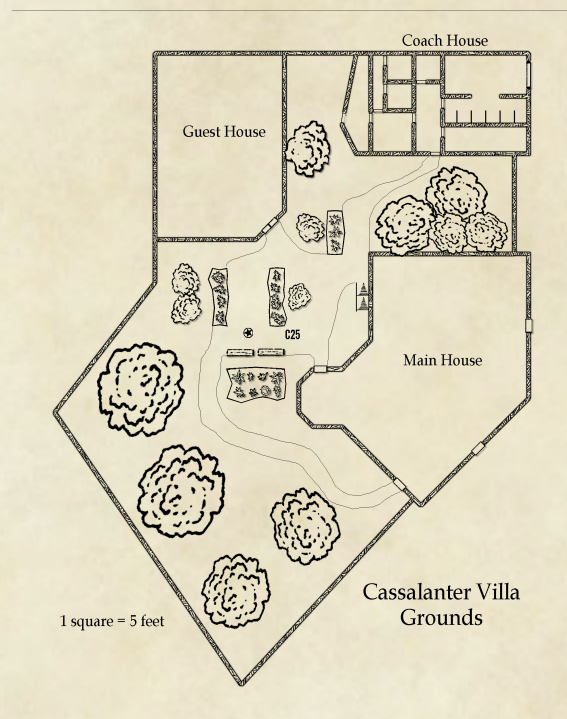 Coach House
Guest House
C25
Main House
Cassalanter Villa
Grounds
1 square = 5 feet